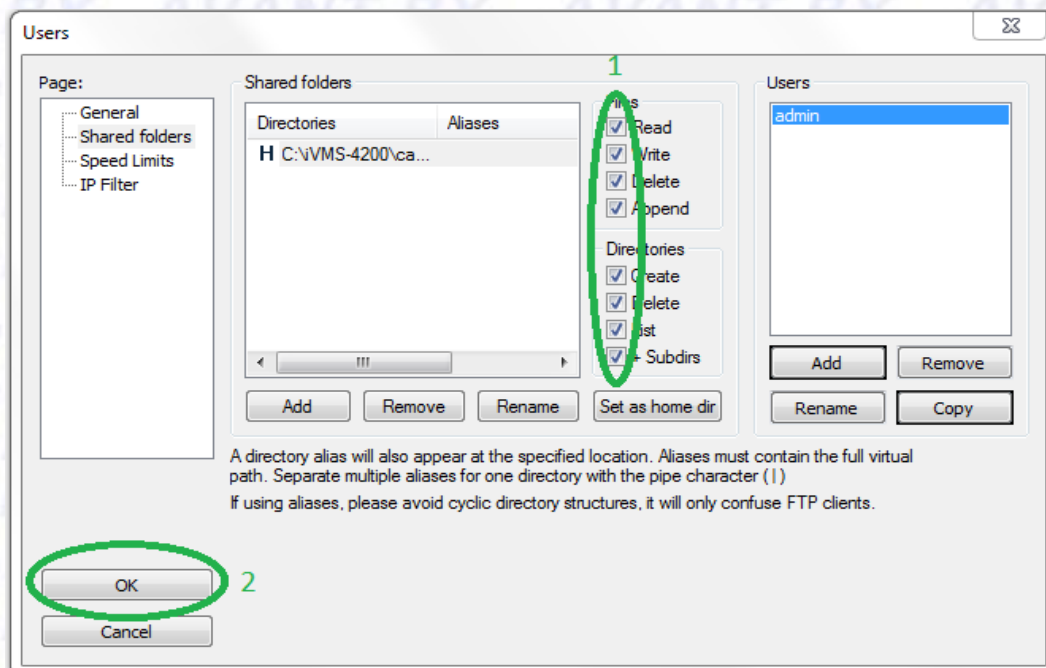 Users
Page:
General
Shared folders
Speed Limits
IP Filter
Shared folders
Directories Aliases
H C:\iVMS-4200\ca...
Add Remove Rename Set as home dir
1
Files
Read
Write
Delete
Append
Directories
Create
Delete
List
+ Subdirs
Users
admin
Add Remove
Rename Copy
A directory alias will also appear at the specified location. Aliases must contain the full virtual
path. Separate multiple aliases for one directory with the pipe character ( | )
If using aliases, please avoid cyclic directory structures, it will only confuse FTP clients.
OK 2
Cancel